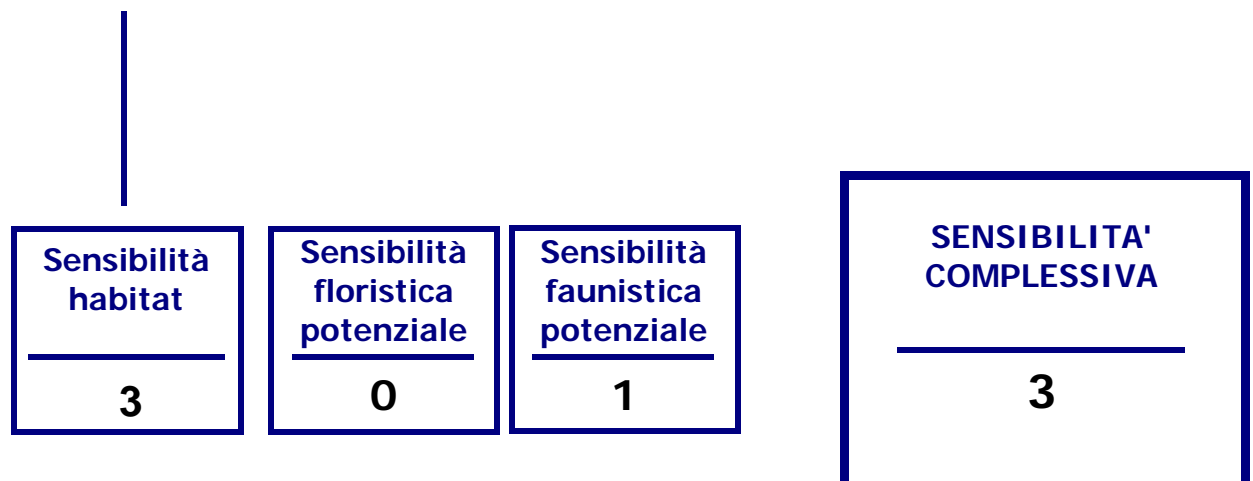 Sensibilità
habitat
3
Sensibilità
floristica
potenziale
0
Sensibilità
faunistica
potenziale
1
SENSIBILITA'
COMPLESSIVA
3